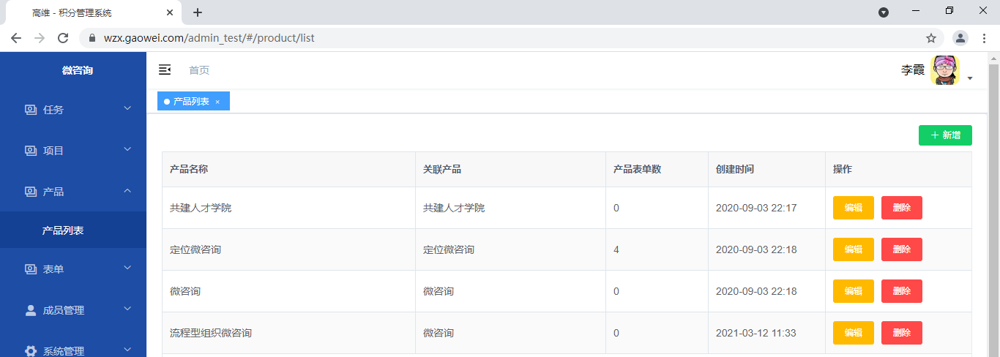 高维 - 积分管理系统
wzx.gaowei.com/admin_test/#/product/list
微咨询
首页
李霞
任务
产品列表 ×
项目
+ 新增
产品
产品列表
表单
成员管理
系统管理
产品名称 关联产品 产品表单数 创建时间 操作
共建人才学院 共建人才学院 0 2020-09-03 22:17 编辑 删除
定位微咨询 定位微咨询 4 2020-09-03 22:18 编辑 删除
微咨询 微咨询 0 2020-09-03 22:18 编辑 删除
流程型组织微咨询 微咨询 0 2021-03-12 11:33 编辑 删除